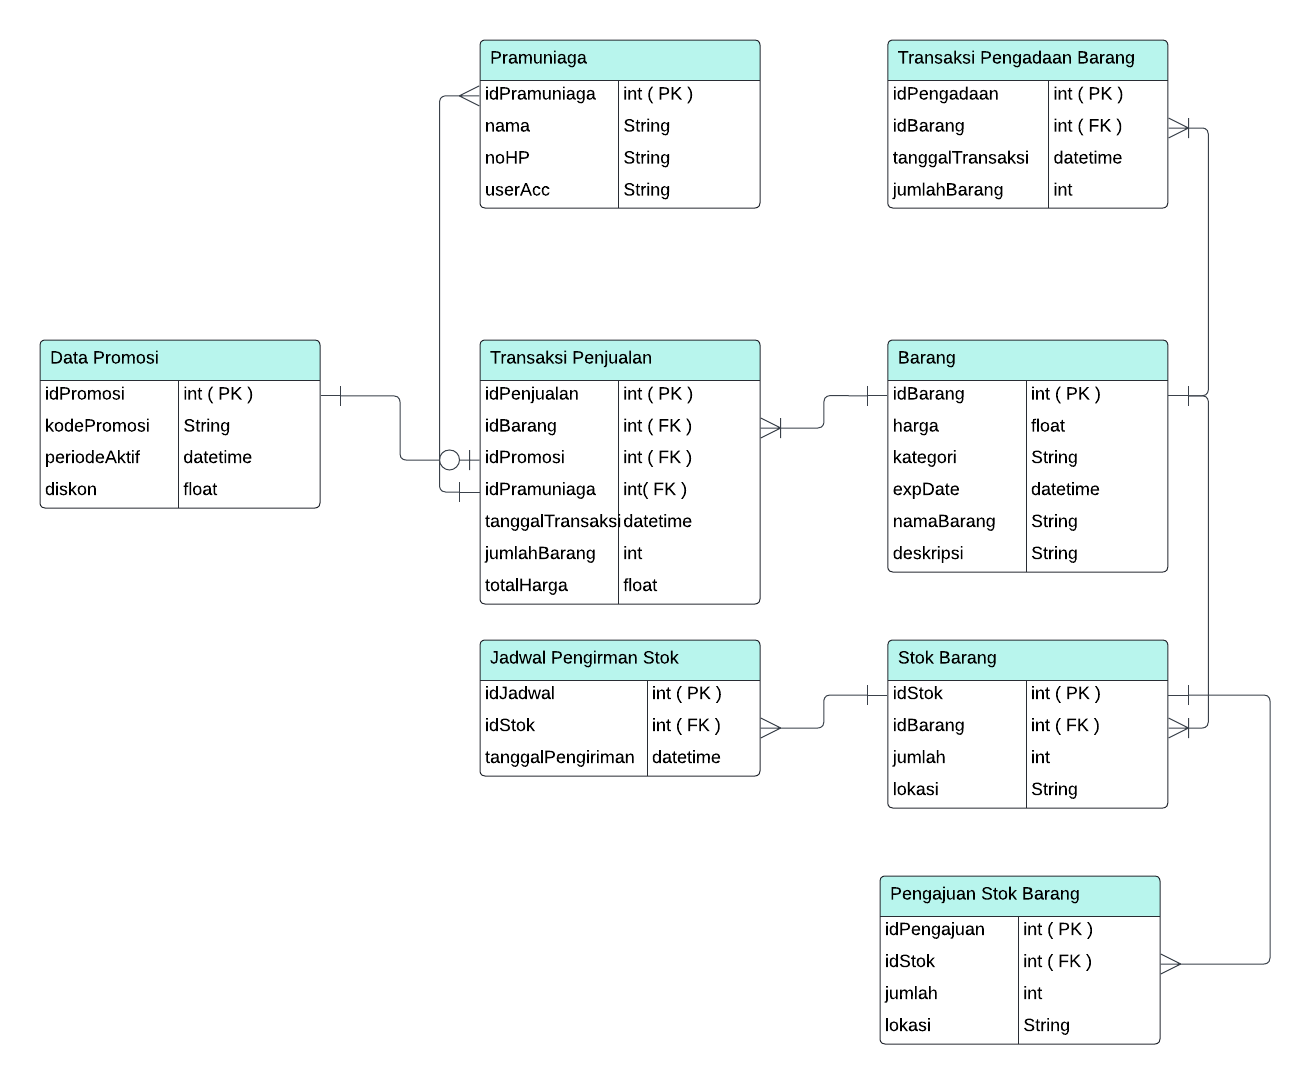 Pramuniaga
idPramuniaga int ( PK )
nama String
noHP String
userAcc String
Transaksi Pengadaan Barang
idPengadaan int ( PK )
idBarang int ( FK )
tanggalTransaksi datetime
jumlahBarang int
Data Promosi
idPromosi int ( PK )
kodePromosi String
periodeAktif datetime
diskon float
Transaksi Penjualan
idPenjualan int ( PK )
idBarang int ( FK )
idPromosi int ( FK )
idPramuniaga int( FK )
tanggalTransaksi datetime
jumlahBarang int
totalHarga float
Barang
idBarang int ( PK )
harga float
kategori String
expDate datetime
namaBarang String
deskripsi String
Jadwal Pengirman Stok
idJadwal int ( PK )
idStok int ( FK )
tanggalPengiriman datetime
Stok Barang
idStok int ( PK )
idBarang int ( FK )
jumlah int
lokasi String
Pengajuan Stok Barang
idPengajuan int ( PK )
idStok int ( FK )
jumlah int
lokasi String